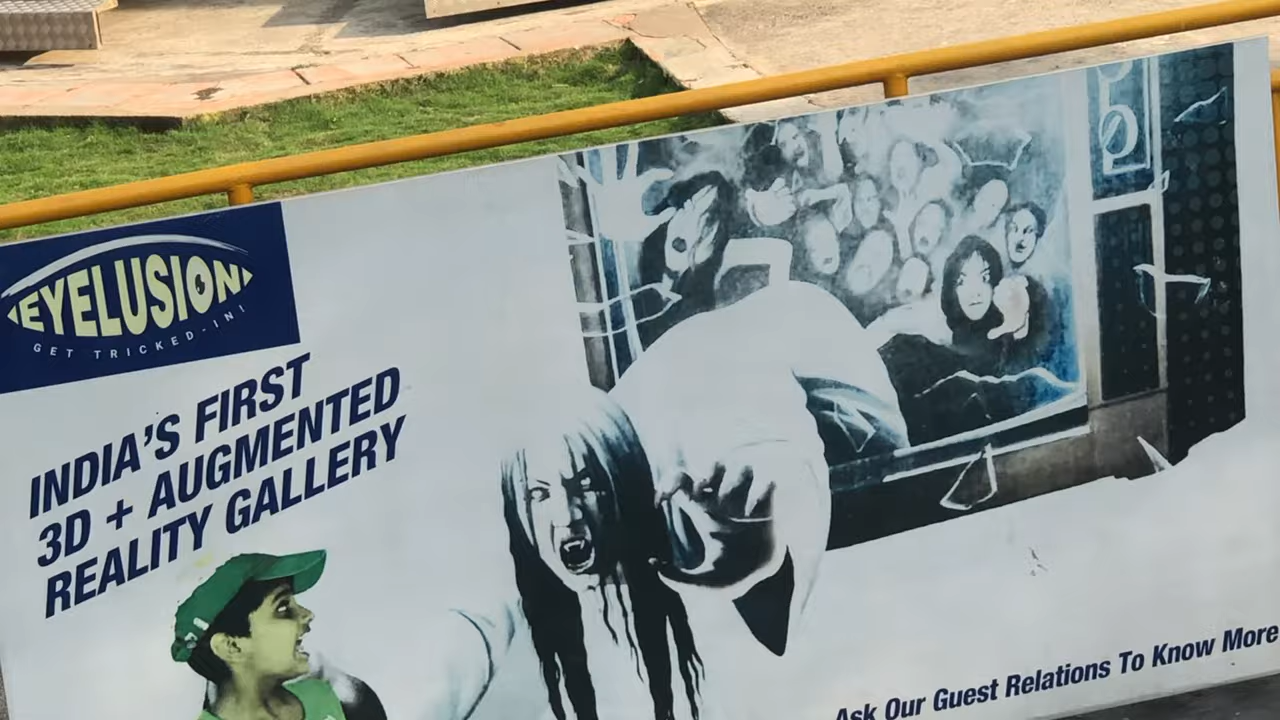 EYELUSION
GET TRICKED-IN!
INDIA'S FIRST
3D + AUGMENTED
REALITY GALLERY
Ask Our Guest Relations To Know More